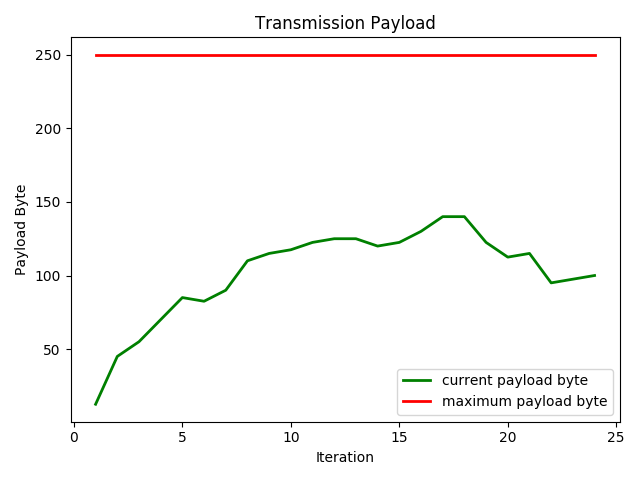 Transmission Payload
250
200
150
100
50
Payload Byte
0
5
10
15
20
25
Iteration
current payload byte
maximum payload byte